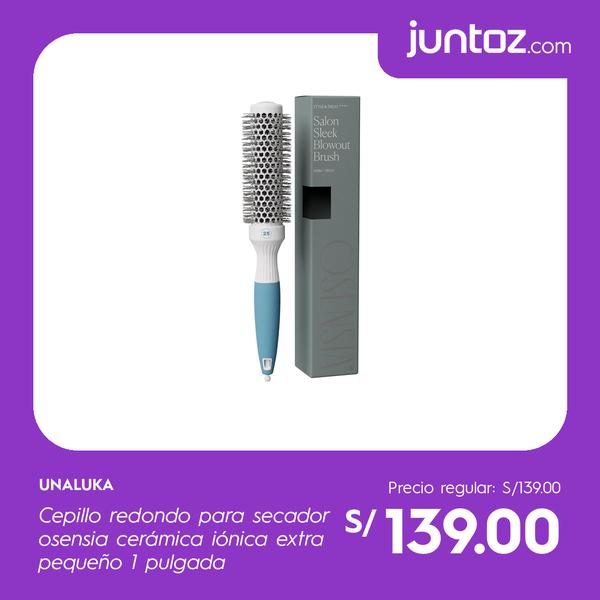 juntoz.com
Salon
Sleek
Blowout
Brush
OSENSIA
25
UNALUKA
Cepillo redondo para secador
osensia cerámica iónica extra
pequeño 1 pulgada
Precio regular: S/139.00
S/ 139.00